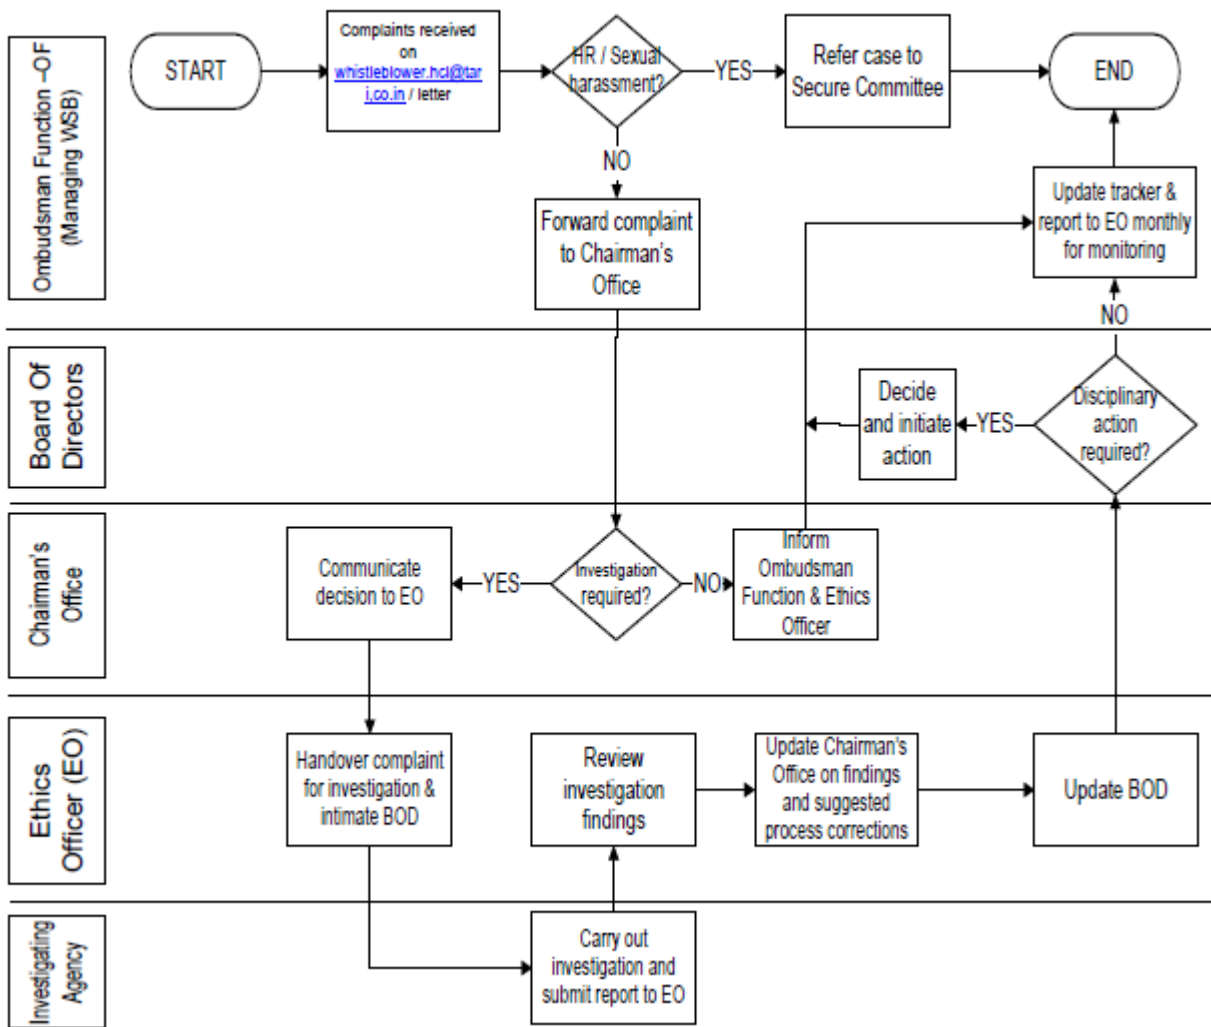 Ombudsman Function –OF
(Managing WSB)
START
Complaints received
on
whistleblower.hcl@tar
i,co.in / letter
HR / Sexual
harassment?
YES
Refer case to
Secure Committee
END
NO
Forward complaint
to Chairman's
Office
Update tracker &
report to EO monthly
for monitoring
NO
Board Of
Directors
Decide
and initiate
action
YES
Disciplinary
action
required?
Chairman's
Office
Communicate
decision to EO
YES
Investigation
required?
NO
Inform
Ombudsman
Function & Ethics
Officer
Ethics
Officer (EO)
Handover complaint
for investigation &
intimate BOD
Review
investigation
findings
Update Chairman's
Office on findings
and suggested
process corrections
Update BOD
Investigating
Agency
Carry out
investigation and
submit report to EO